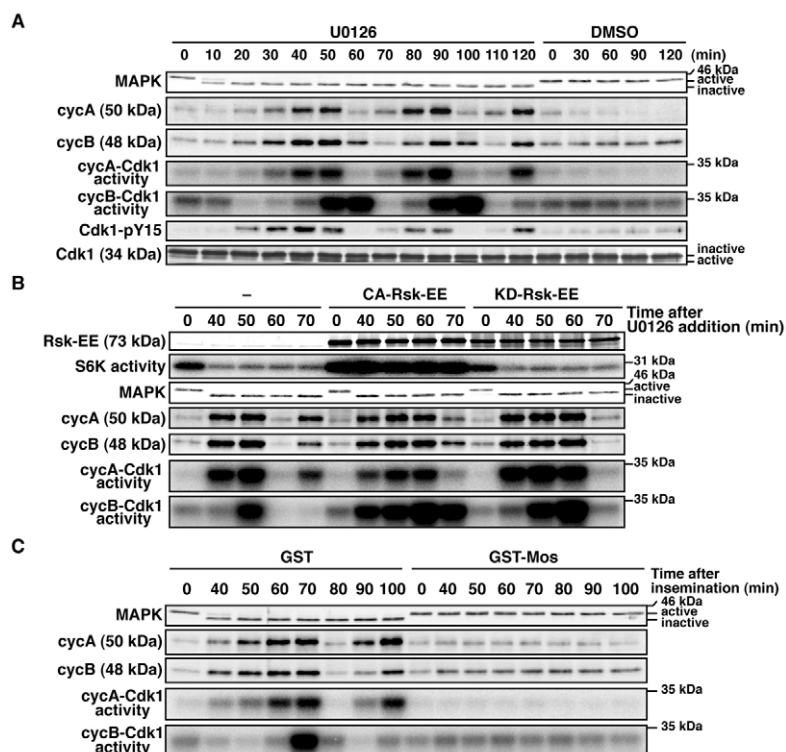 A
U0126 DMSO
0 10 20 30 40 50 60 70 80 90 100 110 120 0 30 60 90 120 (min)
46 kDa
MAPK active
inactive
cycA (50 kDa)
cycB (48 kDa)
cycA-Cdk1 activity 35 kDa
cycB-Cdk1 activity 35 kDa
Cdk1-pY15
Cdk1 (34 kDa) inactive
active
B
– CA-Rsk-EE KD-Rsk-EE
0 40 50 60 70 0 40 50 60 70 0 40 50 60 70 Time after U0126 addition (min)
Rsk-EE (73 kDa)
S6K activity 31 kDa
46 kDa
MAPK active
inactive
cycA (50 kDa)
cycB (48 kDa)
cycA-Cdk1 activity 35 kDa
cycB-Cdk1 activity 35 kDa
C
GST GST-Mos
0 40 50 60 70 80 90 100 0 40 50 60 70 80 90 100 Time after insemination (min)
46 kDa
MAPK active
inactive
cycA (50 kDa)
cycB (48 kDa)
cycA-Cdk1 activity 35 kDa
cycB-Cdk1 activity 35 kDa